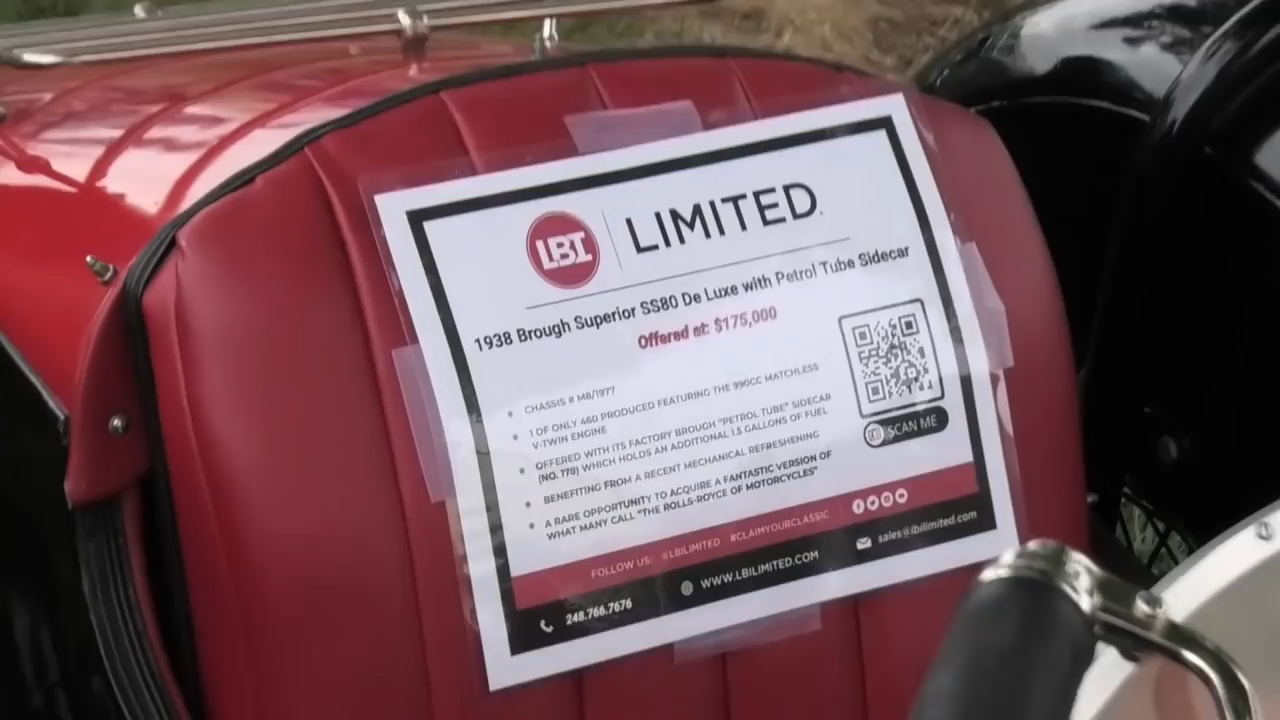 LBI LIMITED.
1938 Brough Superior SS80 De Luxe with Petrol Tube Sidecar
Offered at: $175,000
CHASSIS # M8/1977
1 OF ONLY 460 PRODUCED FEATURING THE 990CC MATCHLESS
V-TWIN ENGINE
OFFERED WITH ITS FACTORY BROUGH "PETROL TUBE" SIDECAR
(NO. 178) WHICH HOLDS AN ADDITIONAL 1.5 GALLONS OF FUEL
BENEFITING FROM A RECENT MECHANICAL REFRESHENING
A RARE OPPORTUNITY TO ACQUIRE A FANTASTIC VERSION OF
WHAT MANY CALL "THE ROLLS-ROYCE OF MOTORCYCLES"
SCAN ME
FOLLOW US: @LBILIMITED #CLAIMYOURCLASSIC
248.766.7676 WWW.LBILIMITED.COM sales@lbilimited.com